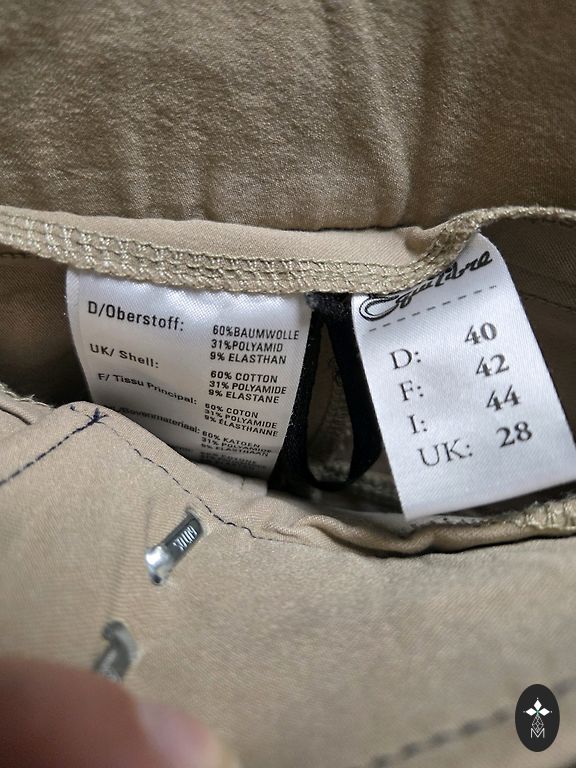 D/Oberstoff: 60%BAUMWOLLE
31%POLYAMID
9% ELASTHAN
UK/ Shell: 60% COTTON
31% POLYAMIDE
9% ELASTANE
F/ Tissu Principal: 60% COTON
31% POLYAMIDE
9% ELASTHANNE
60% KATOEN
31% POLYAMIDE
D: 40
F: 42
I: 44
UK: 28
M